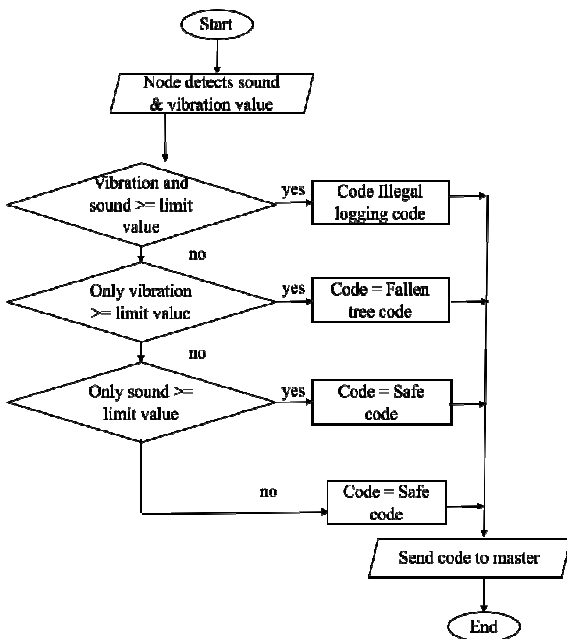 Start
Node detects sound
& vibration value
Vibration and
sound >= limit
value
yes
Code Illegal
logging code
no
Only vibration
>= limit value
yes
Code = Fallen
tree code
no
Only sound >=
limit value
yes
Code = Safe
code
no
Code = Safe
code
Send code to master
End